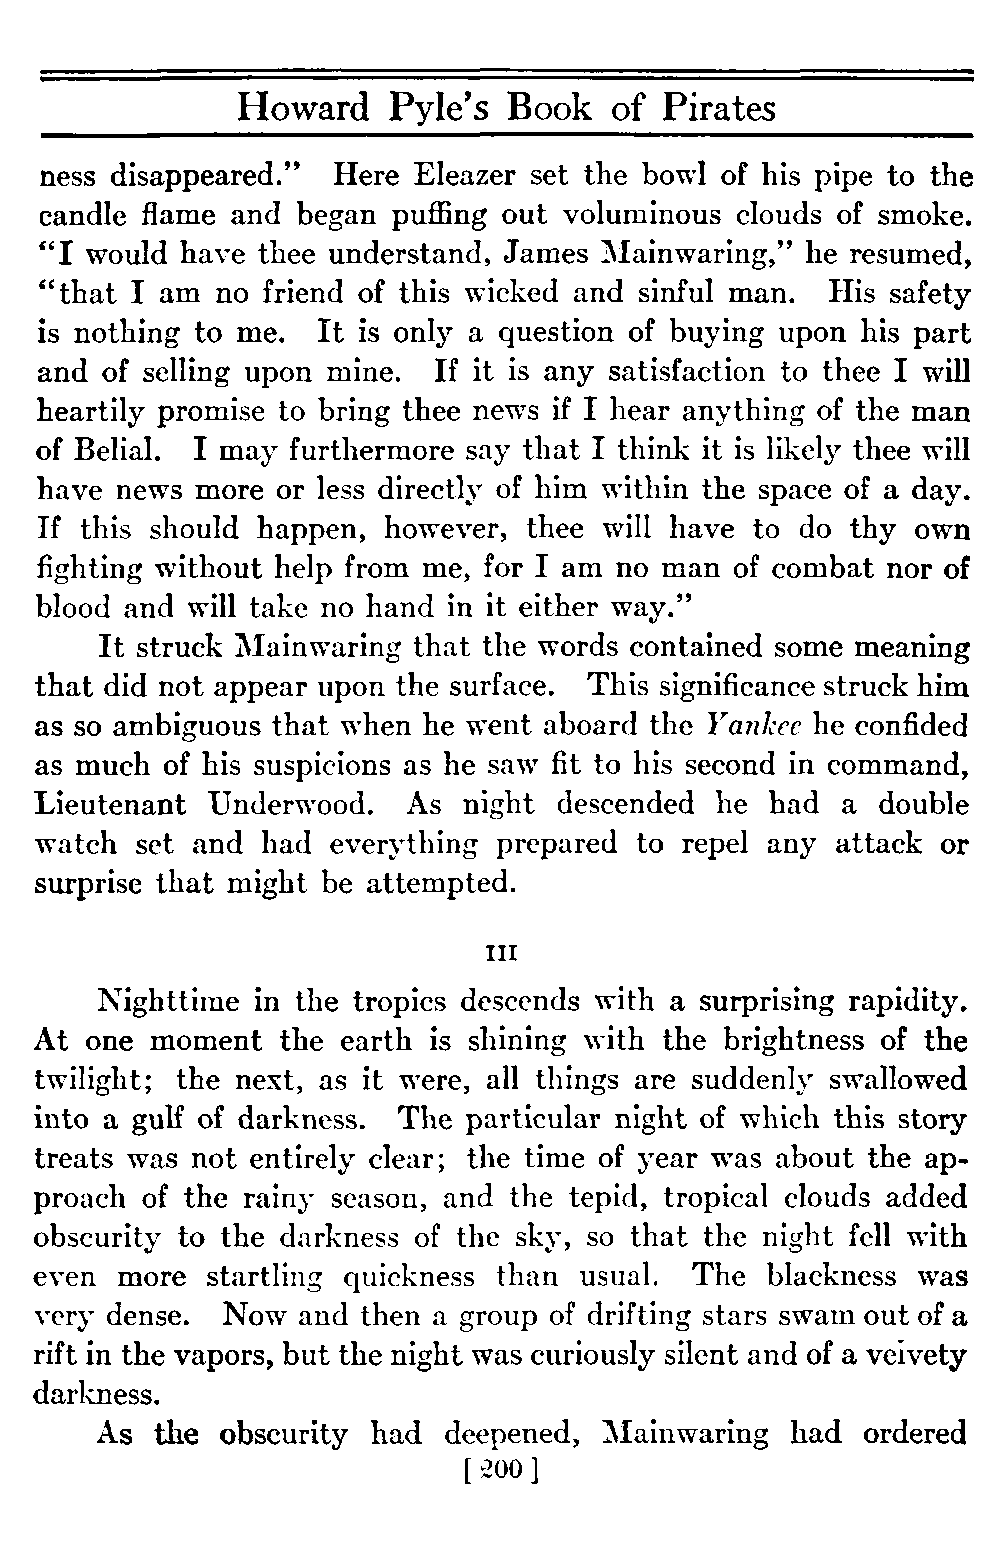 Howard Pyle's Book of Pirates
ness disappeared." Here Eleazer set the bowl of his pipe to the
candle flame and began puffing out voluminous clouds of smoke.
"I would have thee understand, James Mainwaring," he resumed,
"that I am no friend of this wicked and sinful man. His safety
is nothing to me. It is only a question of buying upon his part
and of selling upon mine. If it is any satisfaction to thee I will
heartily promise to bring thee news if I hear anything of the man
of Belial. I may furthermore say that I think it is likely thee will
have news more or less directly of him within the space of a day.
If this should happen, however, thee will have to do thy own
fighting without help from me, for I am no man of combat nor of
blood and will take no hand in it either way."
It struck Mainwaring that the words contained some meaning
that did not appear upon the surface. This significance struck him
as so ambiguous that when he went aboard the Yankee he confided
as much of his suspicions as he saw fit to his second in command,
Lieutenant Underwood. As night descended he had a double
watch set and had everything prepared to repel any attack or
surprise that might be attempted.
III
Nighttime in the tropics descends with a surprising rapidity.
At one moment the earth is shining with the brightness of the
twilight; the next, as it were, all things are suddenly swallowed
into a gulf of darkness. The particular night of which this story
treats was not entirely clear; the time of year was about the ap-
proach of the rainy season, and the tepid, tropical clouds added
obscurity to the darkness of the sky, so that the night fell with
even more startling quickness than usual. The blackness was
very dense. Now and then a group of drifting stars swam out of a
rift in the vapors, but the night was curiously silent and of a velvety
darkness.
As the obscurity had deepened, Mainwaring had ordered
[ 200 ]